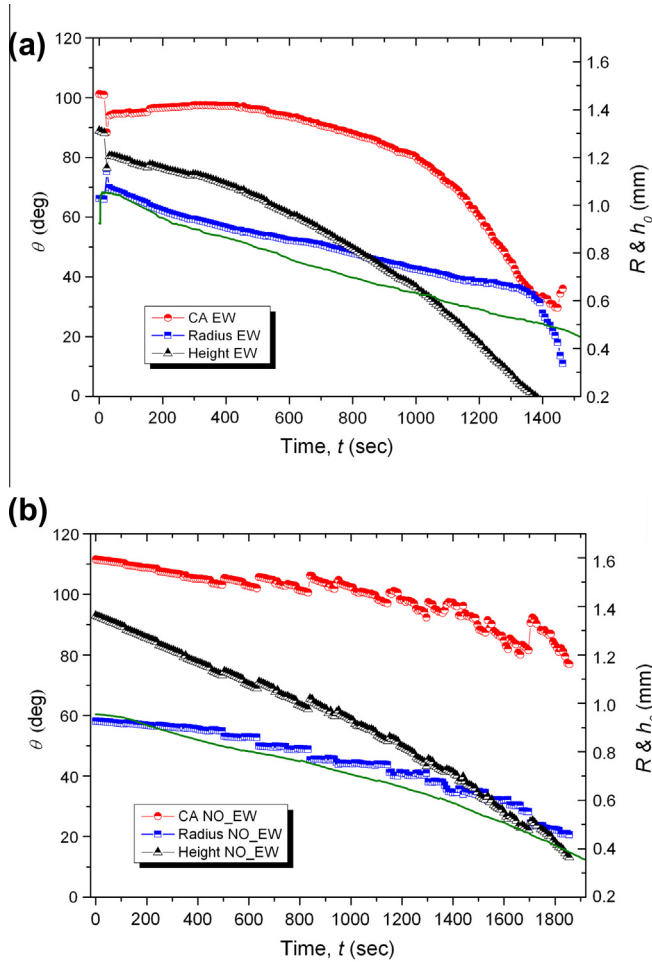 (a)
120
100
80
60
40
20
0
θ (deg)
1.6
1.4
1.2
1.0
0.8
0.6
0.4
0.2
R & h0 (mm)
CA EW
Radius EW
Height EW
0 200 400 600 800 1000 1200 1400
Time, t (sec)
(b)
120
100
80
60
40
20
0
θ (deg)
1.6
1.4
1.2
1.0
0.8
0.6
0.4
0.2
R & h0 (mm)
CA NO_EW
Radius NO_EW
Height NO_EW
0 200 400 600 800 1000 1200 1400 1600 1800
Time, t (sec)